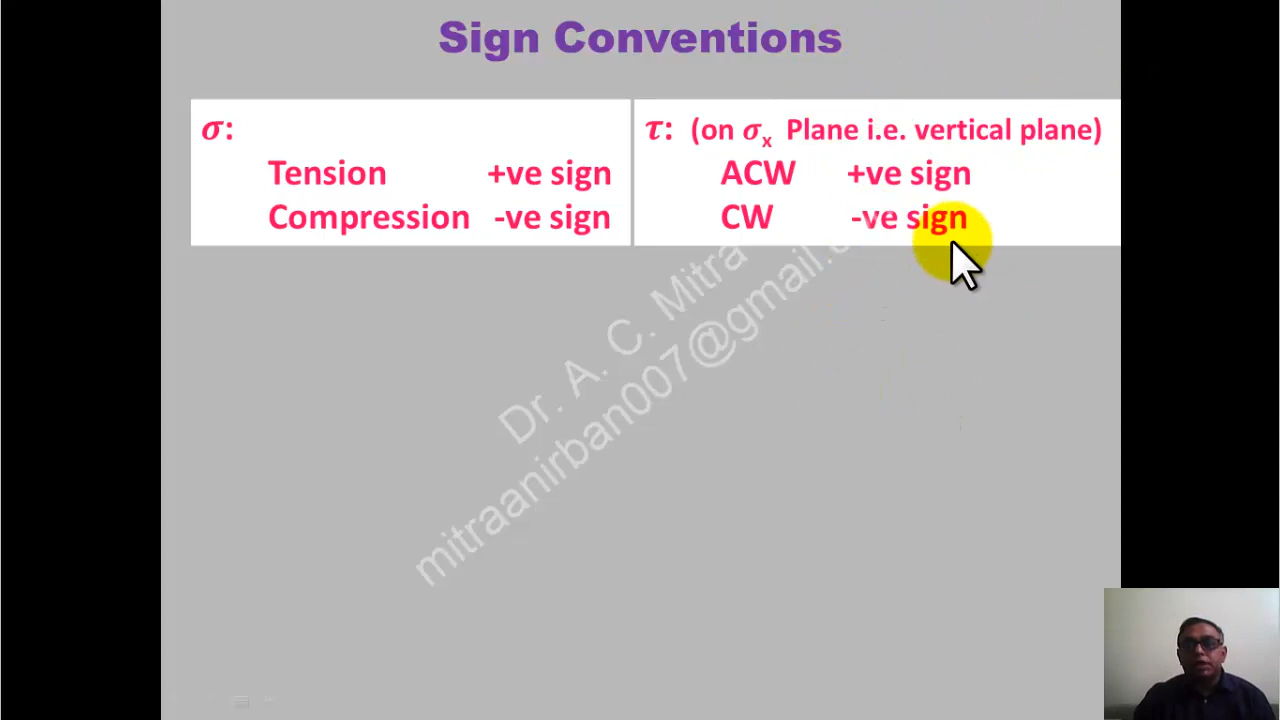 Sign Conventions
σ:
Tension +ve sign
Compression -ve sign
τ: (on σx Plane i.e. vertical plane)
ACW +ve sign
CW -ve sign
Dr. A. C. Mitra
mitraanirban007@gmail.c